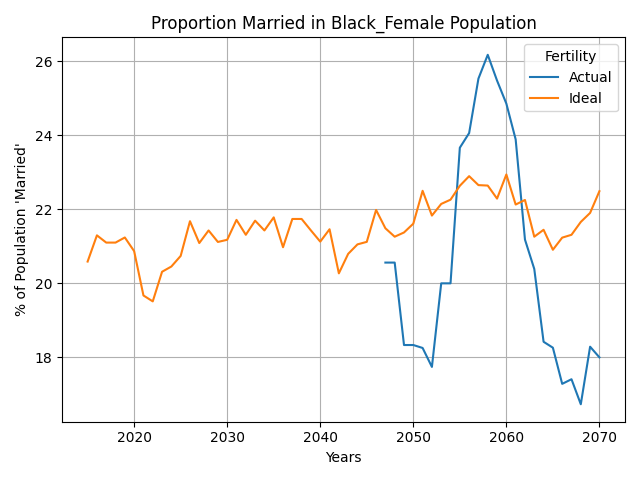 Proportion Married in Black_Female Population
% of Population 'Married'
26
24
22
20
18
Fertility
Actual
Ideal
2020 2030 2040 2050 2060 2070
Years